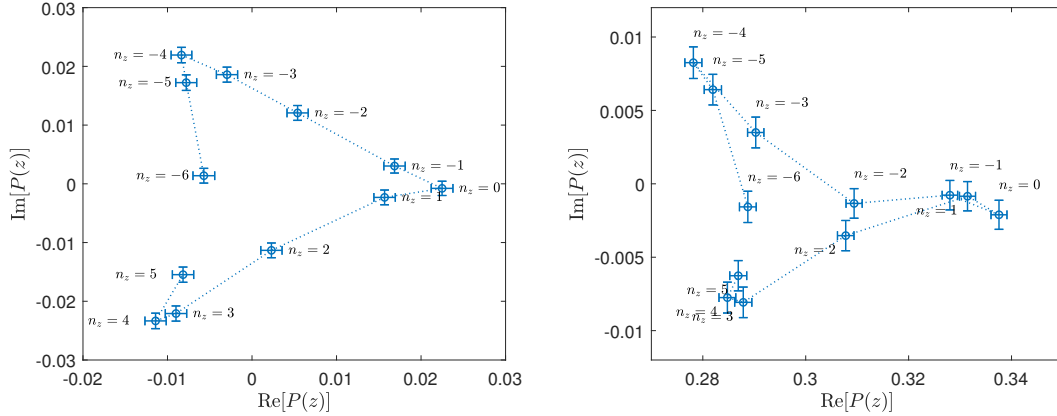 0.03
0.02
0.01
0
-0.01
-0.02
-0.03
Im[P(z)]
n_z = −4
n_z = −3
n_z = −5
n_z = −2
n_z = −1
n_z = −6
n_z = 0
n_z = 1
n_z = 2
n_z = 5
n_z = 3
n_z = 4
-0.02
-0.01
0
0.01
0.02
0.03
Re[P(z)]
0.01
0.005
0
-0.005
-0.01
Im[P(z)]
n_z = −4
n_z = −5
n_z = −3
n_z = −1
n_z = −6
n_z = −2
n_z = 0
n_z = 1
n_z = 2
n_z = 5
n_z = 4
n_z = 3
0.28
0.3
0.32
0.34
Re[P(z)]